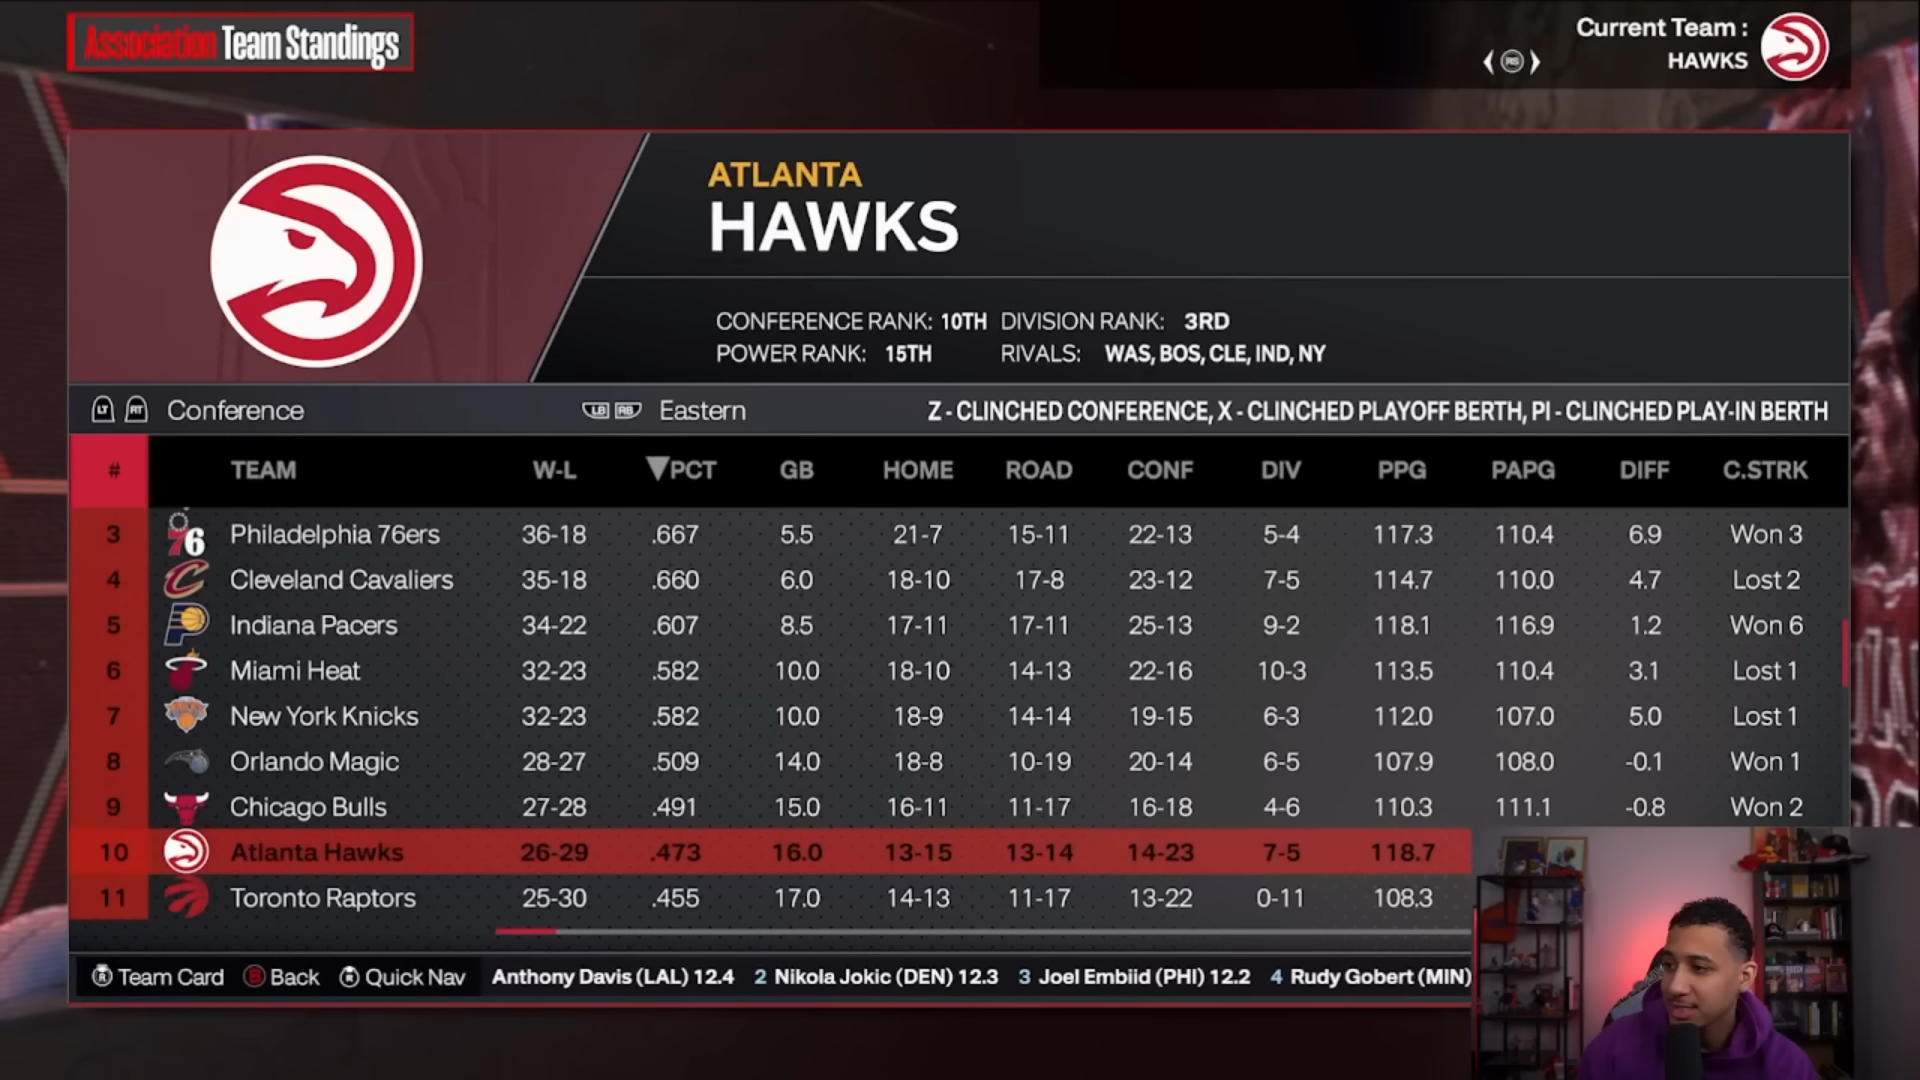 Association Team Standings
Current Team :
RS
HAWKS
ATLANTA
HAWKS
CONFERENCE RANK: 10TH DIVISION RANK: 3RD
POWER RANK: 15TH RIVALS: WAS, BOS, CLE, IND, NY
LT RT Conference LB RB Eastern Z - CLINCHED CONFERENCE, X - CLINCHED PLAYOFF BERTH, PI - CLINCHED PLAY-IN BERTH
# TEAM W-L ▼PCT GB HOME ROAD CONF DIV PPG PAPG DIFF C.STRK
3 76 Philadelphia 76ers 36-18 .667 5.5 21-7 15-11 22-13 5-4 117.3 110.4 6.9 Won 3
4 Cleveland Cavaliers 35-18 .660 6.0 18-10 17-8 23-12 7-5 114.7 110.0 4.7 Lost 2
5 Indiana Pacers 34-22 .607 8.5 17-11 17-11 25-13 9-2 118.1 116.9 1.2 Won 6
6 Miami Heat 32-23 .582 10.0 18-10 14-13 22-16 10-3 113.5 110.4 3.1 Lost 1
7 New York Knicks 32-23 .582 10.0 18-9 14-14 19-15 6-3 112.0 107.0 5.0 Lost 1
8 Orlando Magic 28-27 .509 14.0 18-8 10-19 20-14 6-5 107.9 108.0 -0.1 Won 1
9 Chicago Bulls 27-28 .491 15.0 16-11 11-17 16-18 4-6 110.3 111.1 -0.8 Won 2
10 Atlanta Hawks 26-29 .473 16.0 13-15 13-14 14-23 7-5 118.7
11 Toronto Raptors 25-30 .455 17.0 14-13 11-17 13-22 0-11 108.3
R Team Card B Back R Quick Nav Anthony Davis (LAL) 12.4 2 Nikola Jokic (DEN) 12.3 3 Joel Embiid (PHI) 12.2 4 Rudy Gobert (MIN)